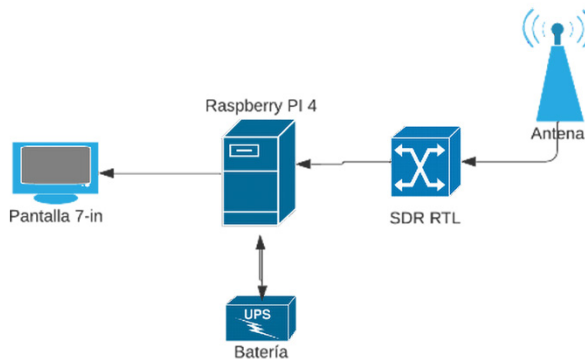 Raspberry PI 4
Antena
Pantalla 7-in
SDR RTL
UPS
Batería